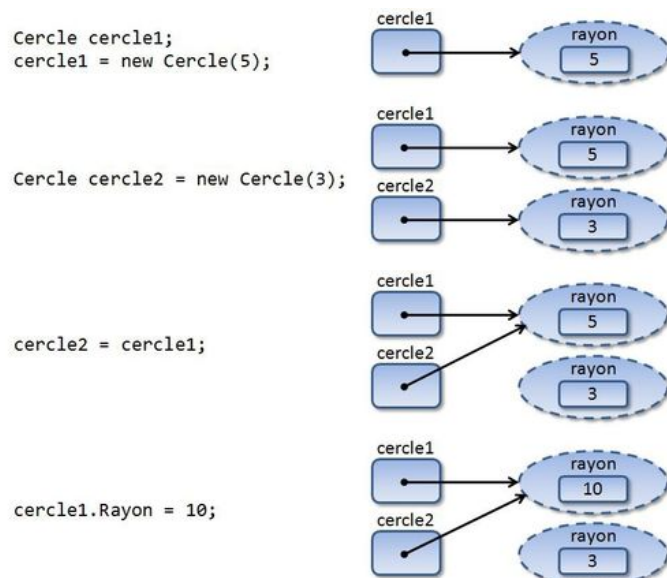 Cercle cercle1;
cercle1 = new Cercle(5);
cercle1
rayon
5
Cercle cercle2 = new Cercle(3);
cercle1
rayon
5
cercle2
rayon
3
cercle2 = cercle1;
cercle1
rayon
5
cercle2
rayon
3
cercle1.Rayon = 10;
cercle1
rayon
10
cercle2
rayon
3